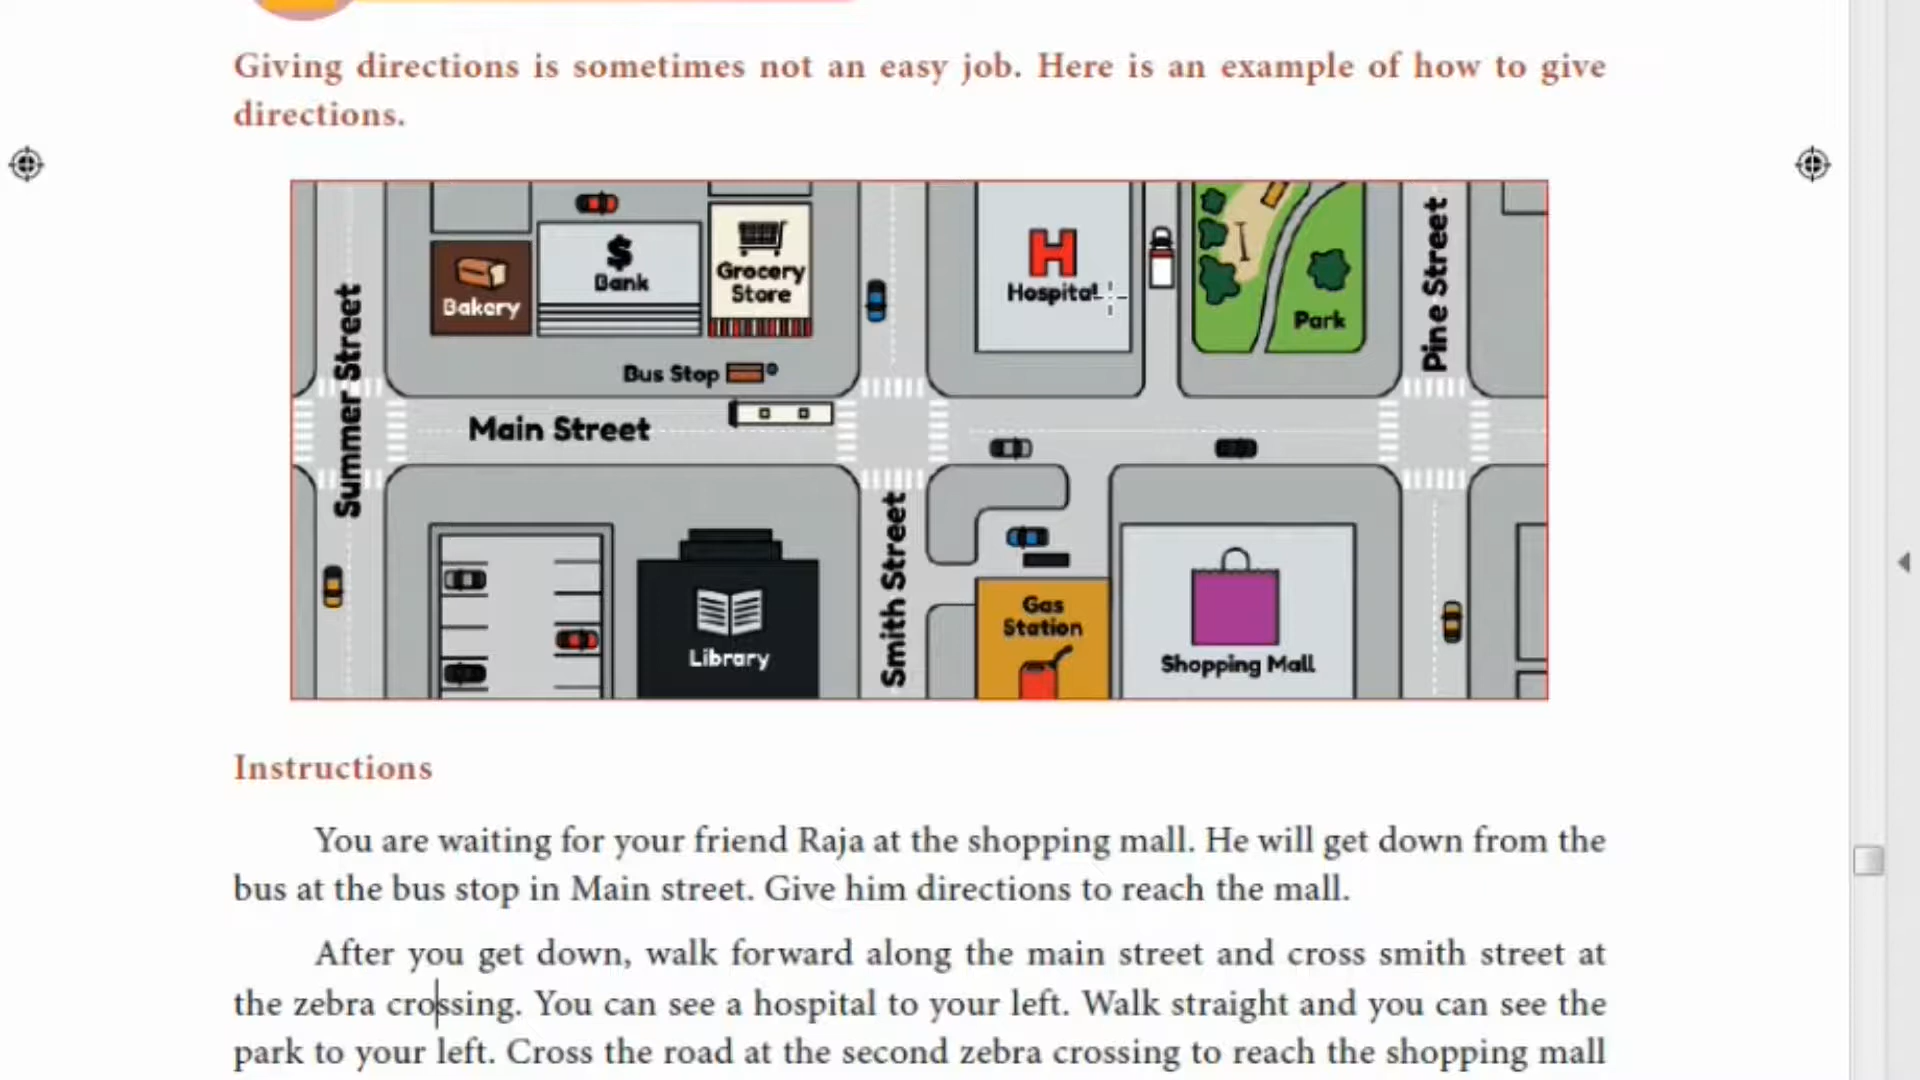 Giving directions is sometimes not an easy job. Here is an example of how to give
directions.
Bakery
$
Bank
Grocery
Store
H
Hospital
Park
Pine Street
Summer Street
Bus Stop
Main Street
Smith Street
Library
Gas
Station
Shopping Mall
Instructions
You are waiting for your friend Raja at the shopping mall. He will get down from the
bus at the bus stop in Main street. Give him directions to reach the mall.
After you get down, walk forward along the main street and cross smith street at
the zebra crossing. You can see a hospital to your left. Walk straight and you can see the
park to your left. Cross the road at the second zebra crossing to reach the shopping mall